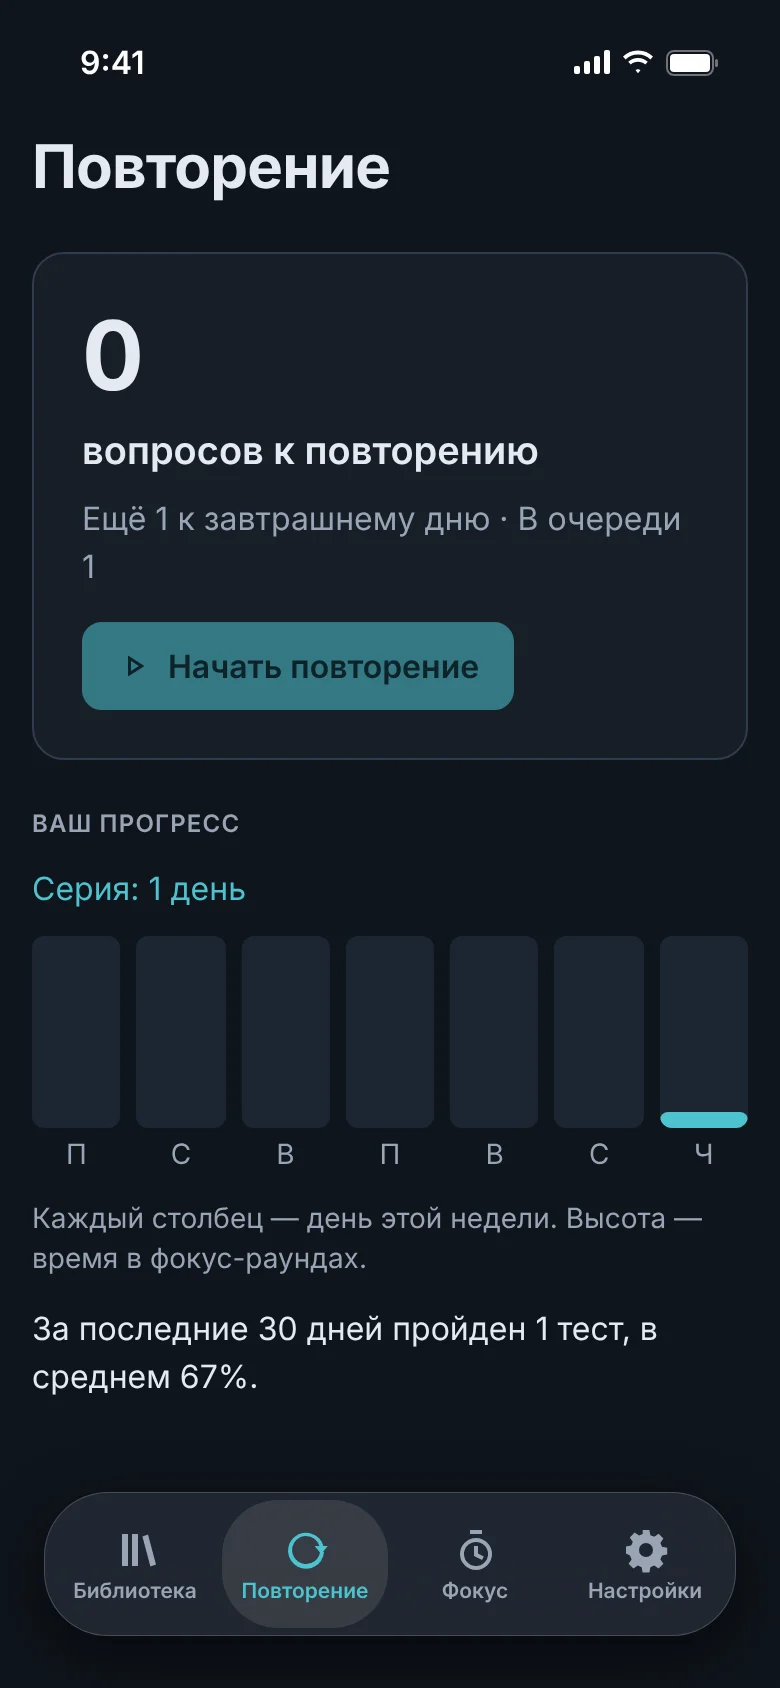 9:41
Повторение
0
вопросов к повторению
Ещё 1 к завтрашнему дню · В очереди
1
Начать повторение
ВАШ ПРОГРЕСС
Серия: 1 день
П С В П В С Ч
Каждый столбец — день этой недели. Высота —
время в фокус-раундах.
За последние 30 дней пройден 1 тест, в
среднем 67%.
Библиотека Повторение Фокус Настройки